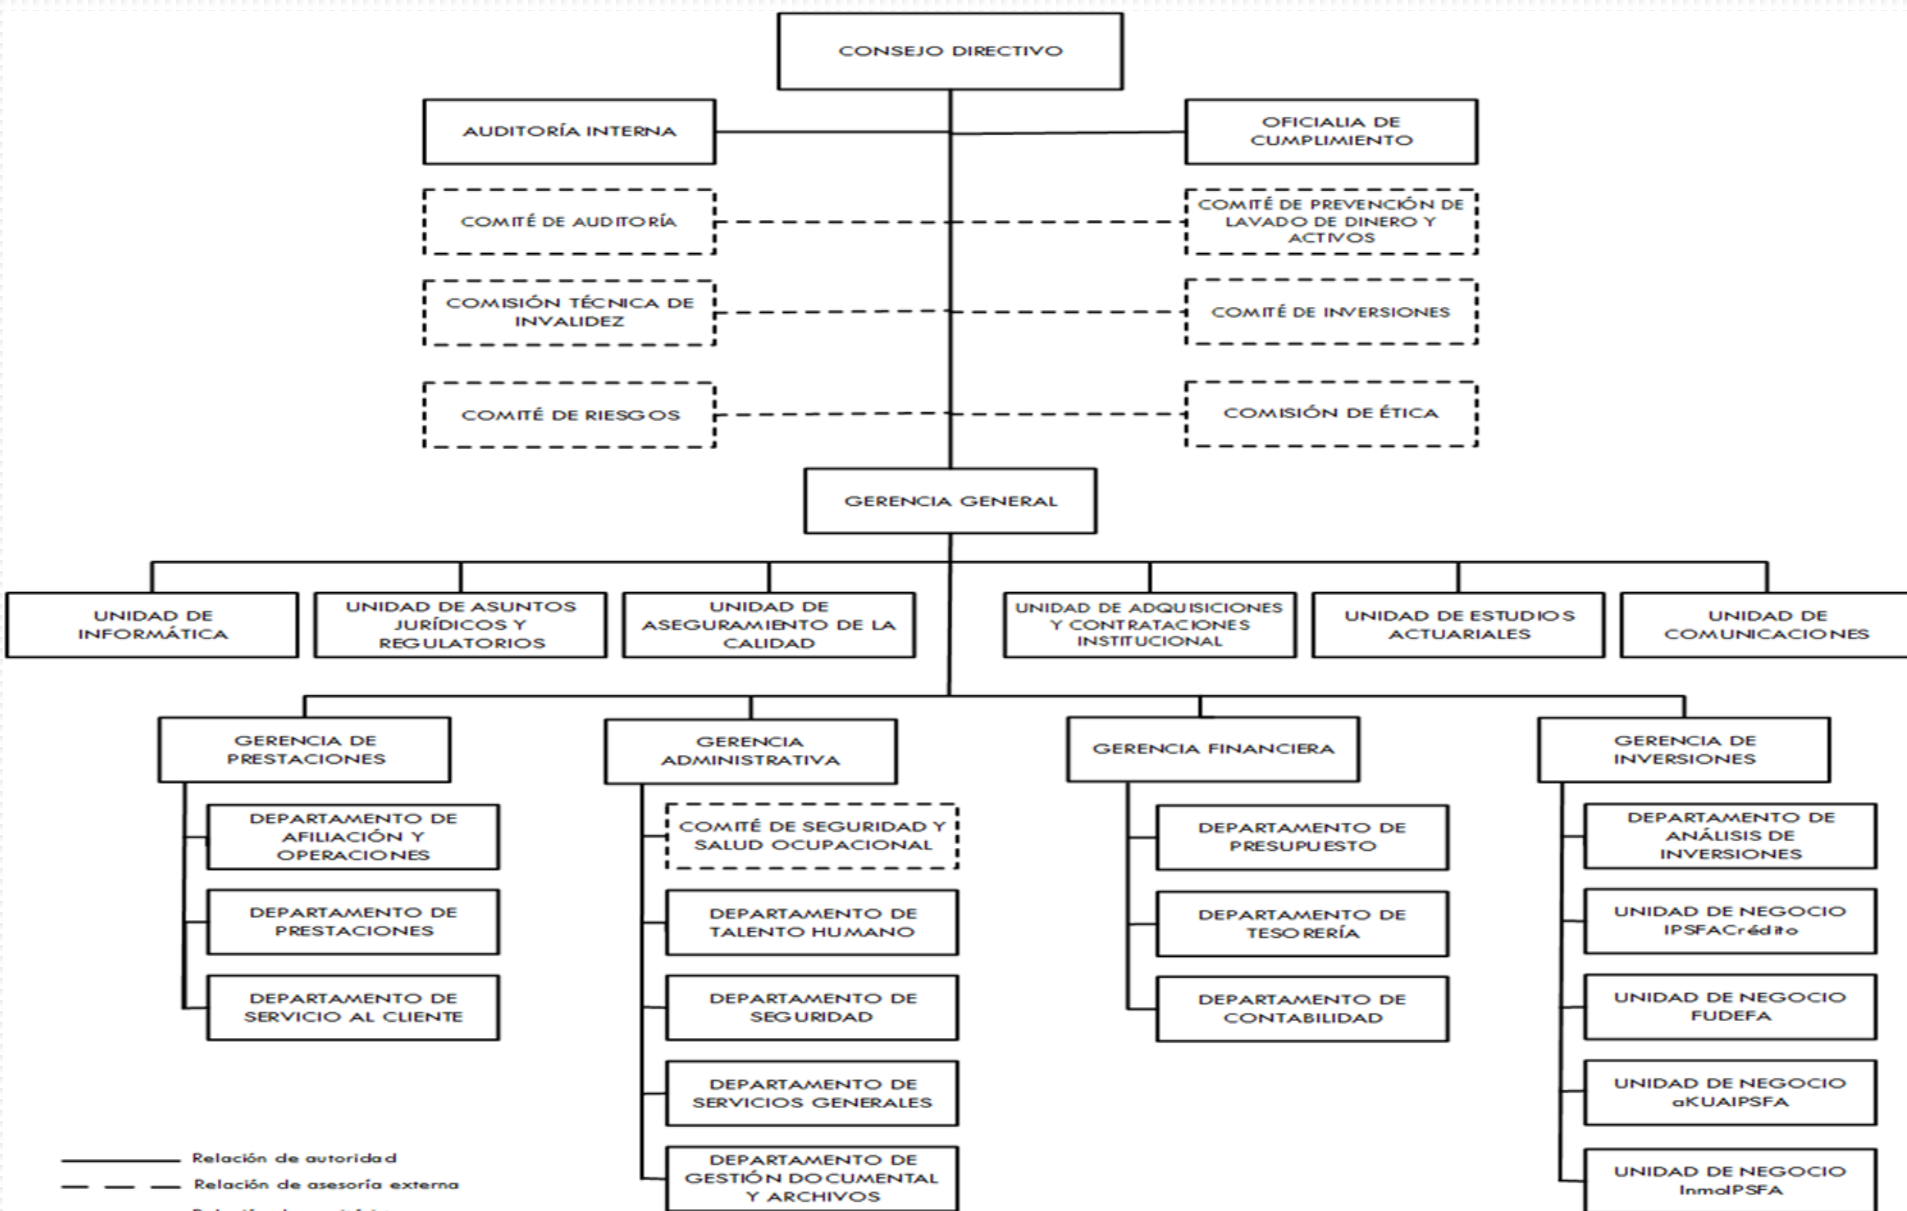 CONSEJO DIRECTIVO
AUDITORÍA INTERNA
OFICIALIA DE
CUMPLIMIENTO
COMITÉ DE AUDITORÍA
COMITÉ DE PREVENCIÓN DE
LAVADO DE DINERO Y
ACTIVOS
COMISIÓN TÉCNICA DE
INVALIDEZ
COMITÉ DE INVERSIONES
COMITÉ DE RIESGOS
COMISIÓN DE ÉTICA
GERENCIA GENERAL
UNIDAD DE
INFORMÁTICA
UNIDAD DE ASUNTOS
JURÍDICOS Y
REGULATORIOS
UNIDAD DE
ASEGURAMIENTO DE LA
CALIDAD
UNIDAD DE ADQUISICIONES
Y CONTRATACIONES
INSTITUCIONAL
UNIDAD DE ESTUDIOS
ACTUARIALES
UNIDAD DE
COMUNICACIONES
GERENCIA DE
PRESTACIONES
DEPARTAMENTO DE
AFILIACIÓN Y
OPERACIONES
DEPARTAMENTO DE
PRESTACIONES
DEPARTAMENTO DE
SERVICIO AL CLIENTE
GERENCIA
ADMINISTRATIVA
COMITÉ DE SEGURIDAD Y
SALUD OCUPACIONAL
DEPARTAMENTO DE
TALENTO HUMANO
DEPARTAMENTO DE
SEGURIDAD
DEPARTAMENTO DE
SERVICIOS GENERALES
DEPARTAMENTO DE
GESTIÓN DOCUMENTAL
Y ARCHIVOS
GERENCIA FINANCIERA
DEPARTAMENTO DE
PRESUPUESTO
DEPARTAMENTO DE
TESORERÍA
DEPARTAMENTO DE
CONTABILIDAD
GERENCIA DE
INVERSIONES
DEPARTAMENTO DE
ANÁLISIS DE
INVERSIONES
UNIDAD DE NEGOCIO
IPSFACrédito
UNIDAD DE NEGOCIO
FUDEFA
UNIDAD DE NEGOCIO
aKUAIPSFA
UNIDAD DE NEGOCIO
InmoIPSFA
Relación de autoridad
Relación de asesoría externa